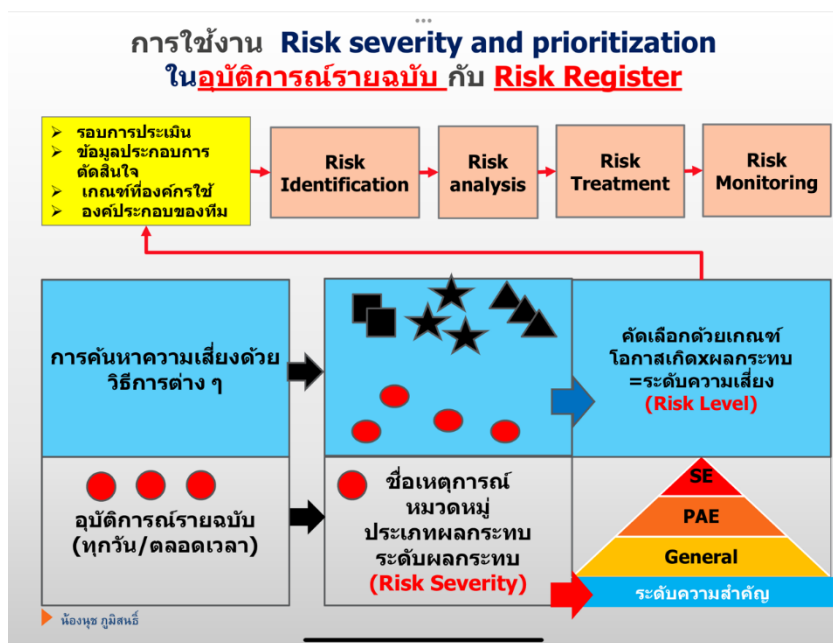 การใช้งาน Risk severity and prioritization
ในอุบัติการณ์รายฉบับ กับ Risk Register
➤ รอบการประเมิน
➤ ข้อมูลประกอบการ
ตัดสินใจ
➤ เกณฑ์ที่องค์กรใช้
➤ องค์ประกอบของทีม
Risk
Identification
Risk
analysis
Risk
Treatment
Risk
Monitoring
การค้นหาความเสี่ยงด้วย
วิธีการต่าง ๆ
คัดเลือกด้วยเกณฑ์
โอกาสเกิดxผลกระทบ
=ระดับความเสี่ยง
(Risk Level)
อุบัติการณ์รายฉบับ
(ทุกวัน/ตลอดเวลา)
ชื่อเหตุการณ์
หมวดหมู่
ประเภทผลกระทบ
ระดับผลกระทบ
(Risk Severity)
SE
PAE
General
ระดับความสำคัญ
น้องนุช ภูมิสนธิ์